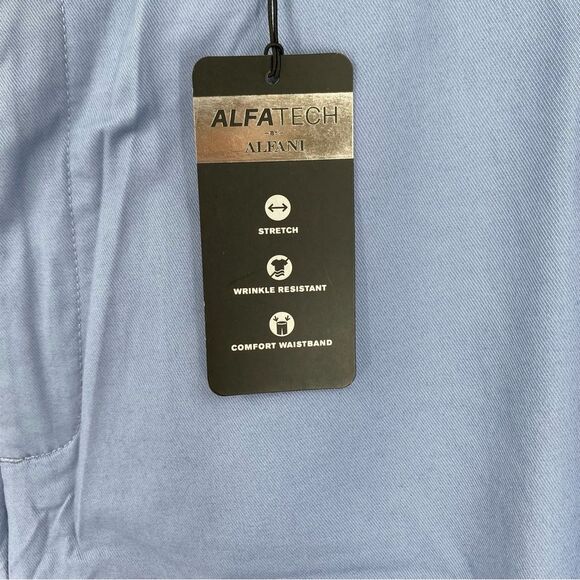 ALFATECH
BY
ALFANI
STRETCH
WRINKLE RESISTANT
COMFORT WAISTBAND